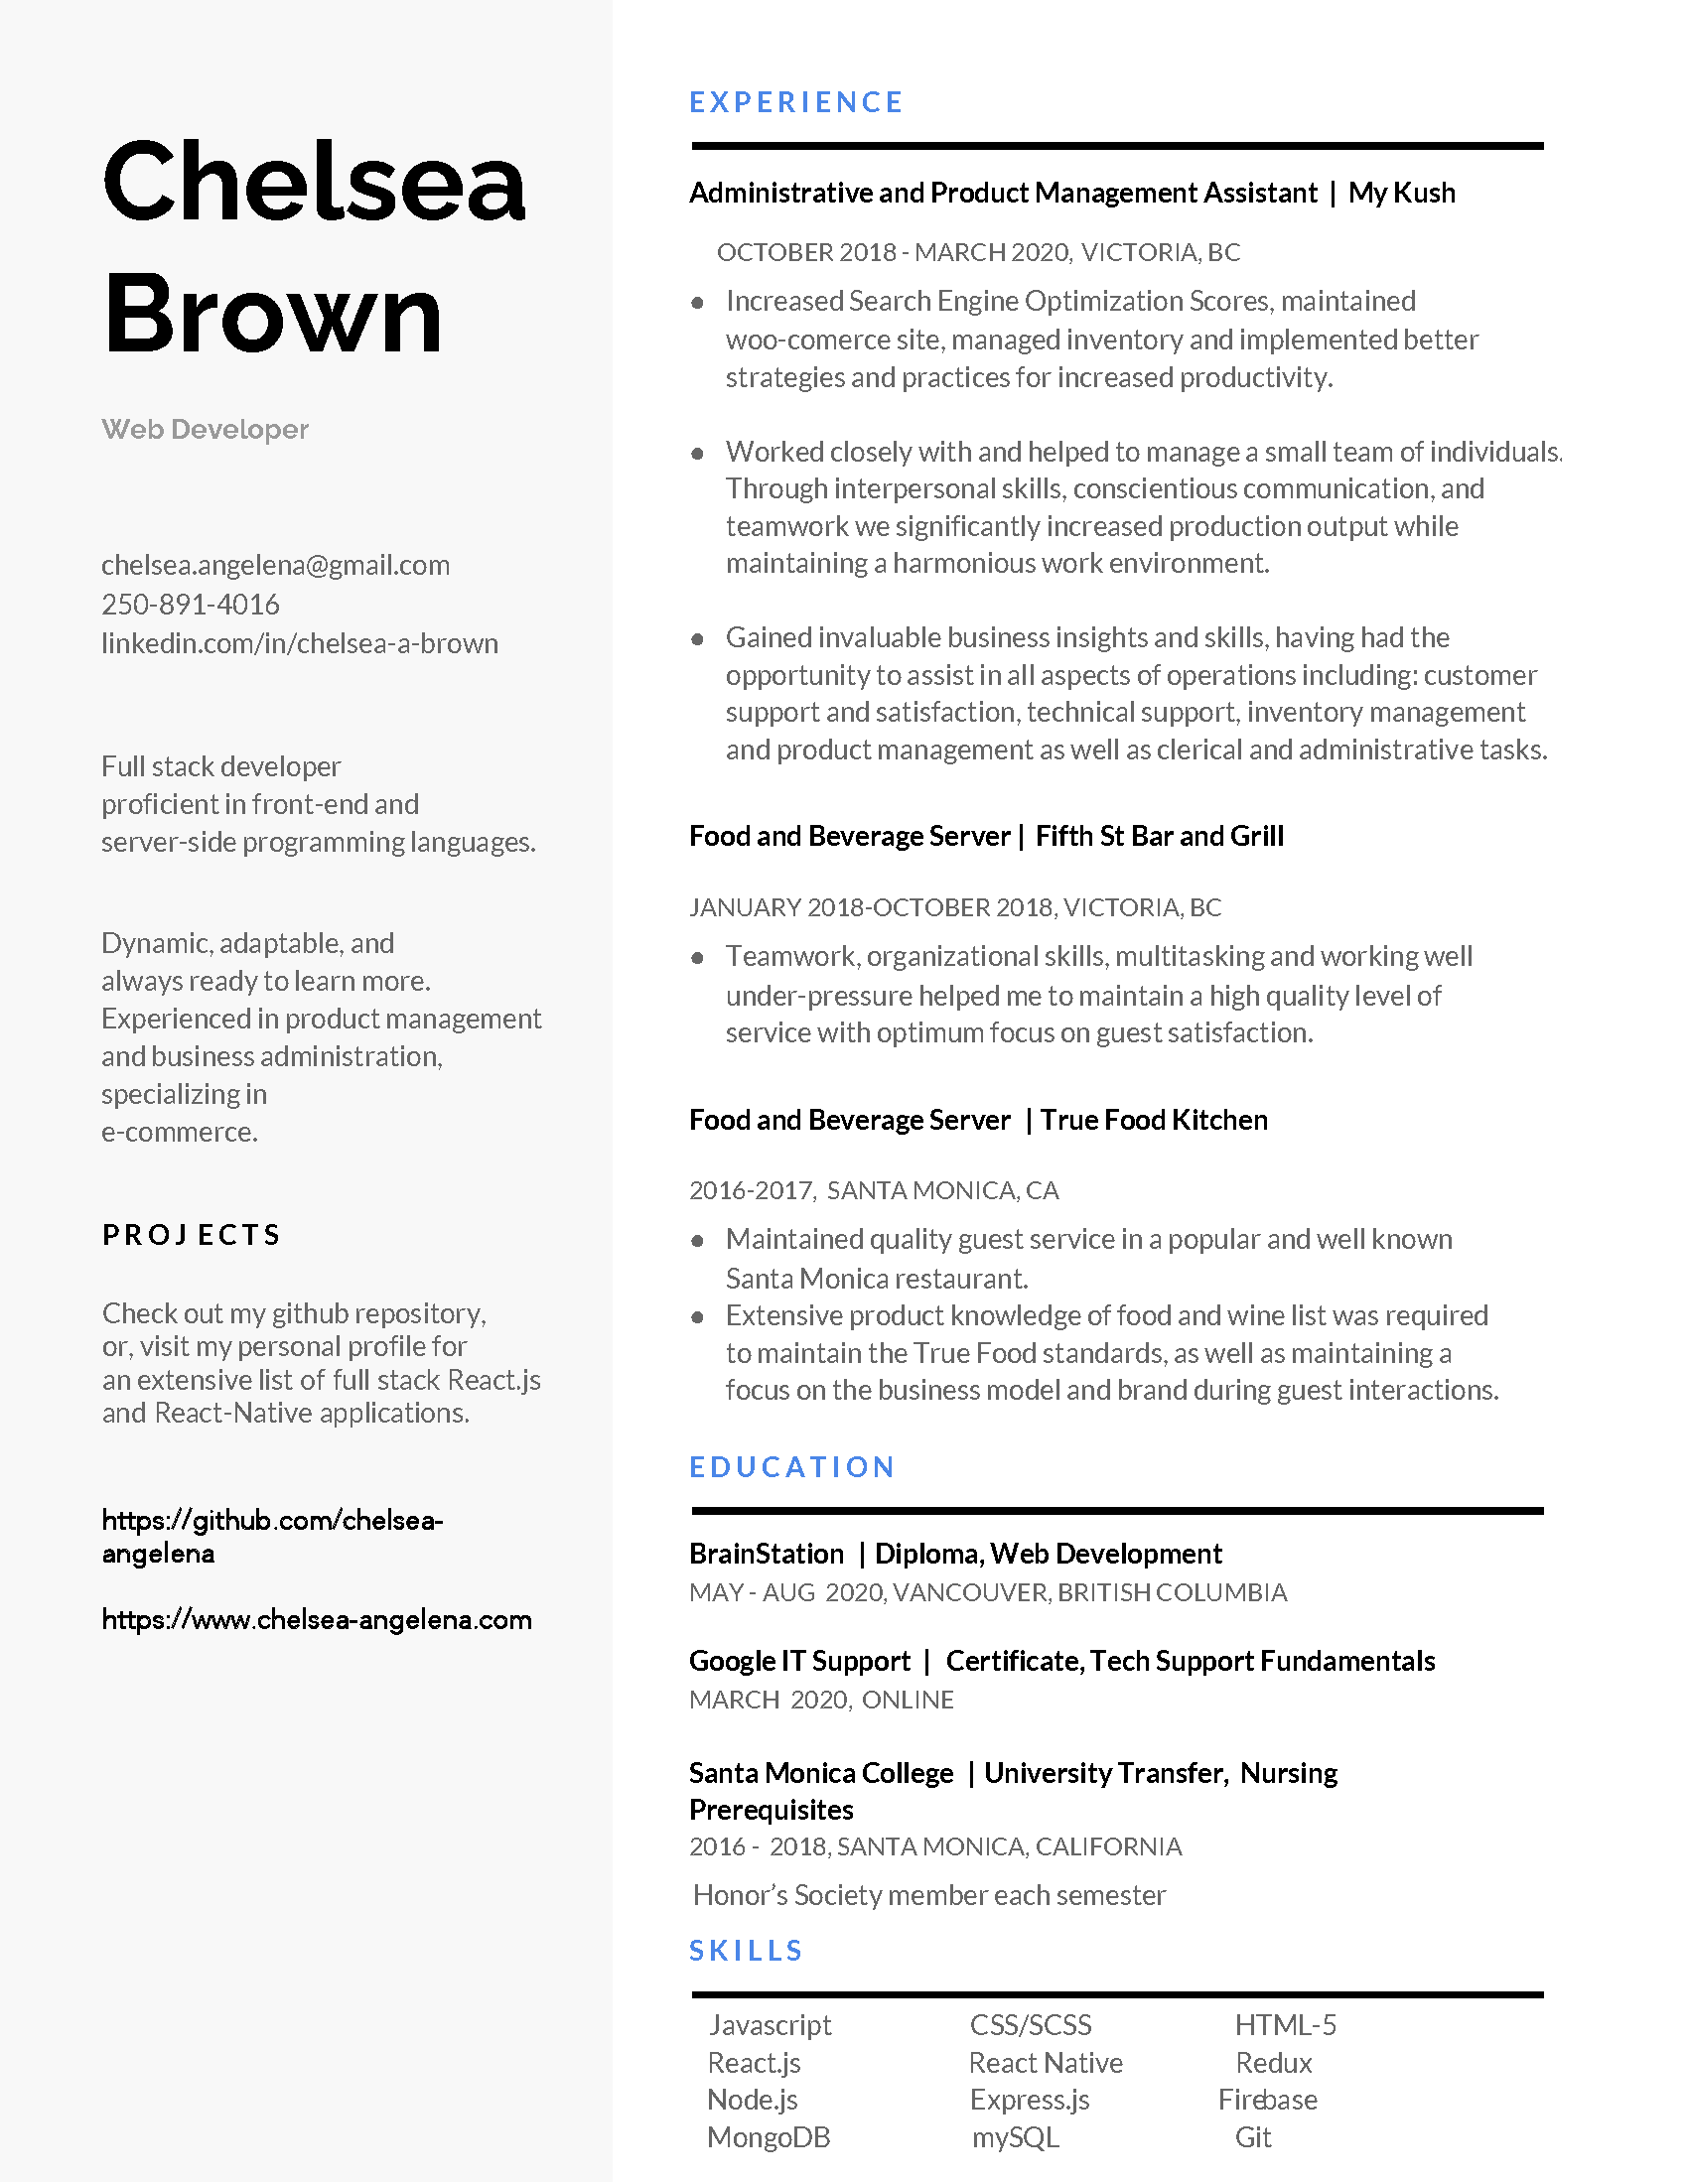 Chelsea
Brown
Web Developer
chelsea.angelena@gmail.com
250-891-4016
linkedin.com/in/chelsea-a-brown
Full stack developer
proficient in front-end and
server-side programming languages.
Dynamic, adaptable, and
always ready to learn more.
Experienced in product management
and business administration,
specializing in
e-commerce.
PROJECTS
Check out my github repository,
or, visit my personal profile for
an extensive list of full stack React.js
and React-Native applications.
https://github.com/chelsea-
angelena
https://www.chelsea-angelena.com
EXPERIENCE
Administrative and Product Management Assistant | My Kush
OCTOBER 2018 - MARCH 2020, VICTORIA, BC
● Increased Search Engine Optimization Scores, maintained
woo-comerce site, managed inventory and implemented better
strategies and practices for increased productivity.
● Worked closely with and helped to manage a small team of individuals.
Through interpersonal skills, conscientious communication, and
teamwork we significantly increased production output while
maintaining a harmonious work environment.
● Gained invaluable business insights and skills, having had the
opportunity to assist in all aspects of operations including: customer
support and satisfaction, technical support, inventory management
and product management as well as clerical and administrative tasks.
Food and Beverage Server | Fifth St Bar and Grill
JANUARY 2018-OCTOBER 2018, VICTORIA, BC
● Teamwork, organizational skills, multitasking and working well
under-pressure helped me to maintain a high quality level of
service with optimum focus on guest satisfaction.
Food and Beverage Server | True Food Kitchen
2016-2017, SANTA MONICA, CA
● Maintained quality guest service in a popular and well known
Santa Monica restaurant.
● Extensive product knowledge of food and wine list was required
to maintain the True Food standards, as well as maintaining a
focus on the business model and brand during guest interactions.
EDUCATION
BrainStation | Diploma, Web Development
MAY - AUG 2020, VANCOUVER, BRITISH COLUMBIA
Google IT Support | Certificate, Tech Support Fundamentals
MARCH 2020, ONLINE
Santa Monica College | University Transfer, Nursing
Prerequisites
2016 - 2018, SANTA MONICA, CALIFORNIA
Honor’s Society member each semester
SKILLS
Javascript CSS/SCSS HTML-5
React.js React Native Redux
Node.js Express.js Firebase
MongoDB mySQL Git